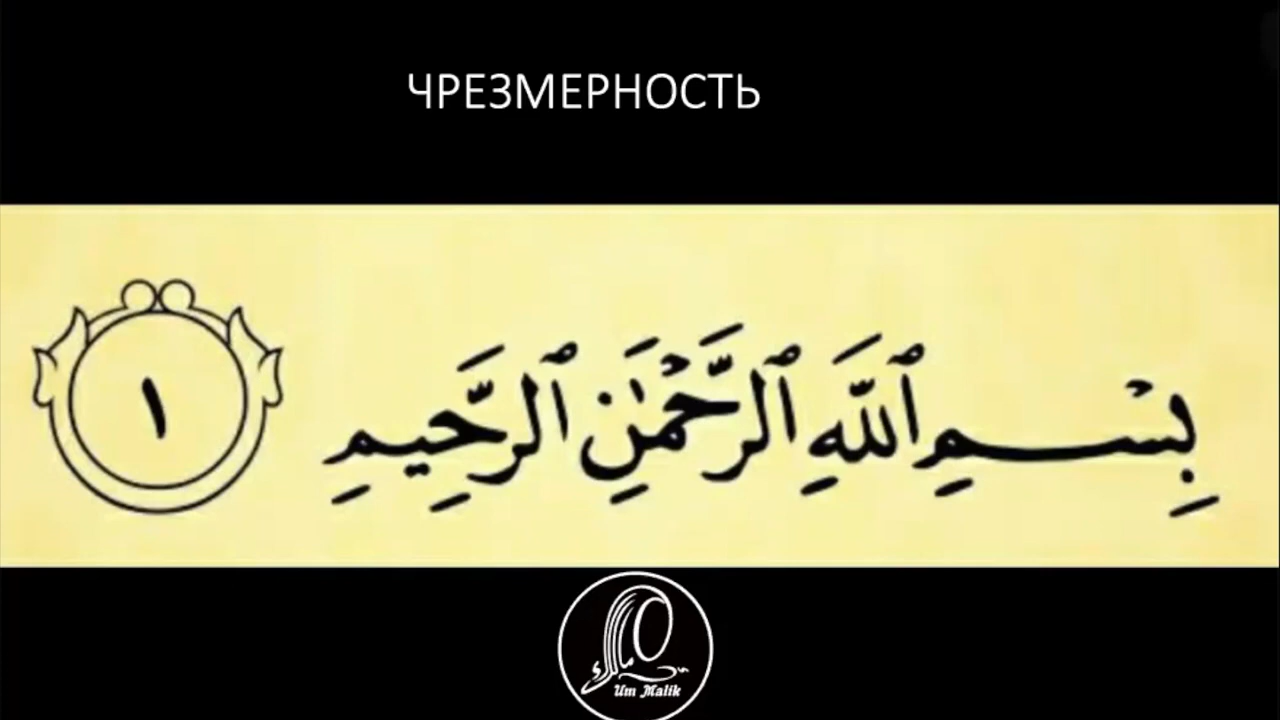 ЧРЕЗМЕРНОСТЬ
بِسْمِ ٱللَّهِ ٱلرَّحْمَـٰنِ ٱلرَّحِيمِ ١
Um Malik